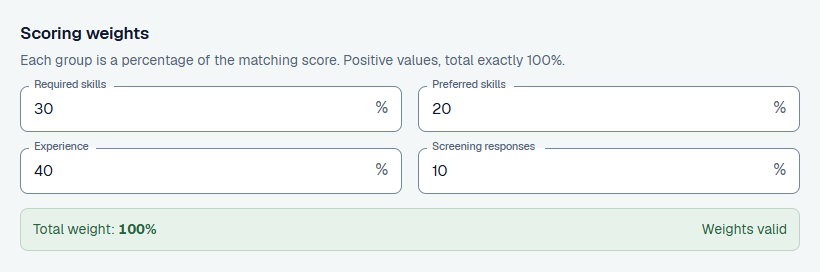 Scoring weights
Each group is a percentage of the matching score. Positive values, total exactly 100%.
Required skills
30 %
Preferred skills
20 %
Experience
40 %
Screening responses
10 %
Total weight: 100%
Weights valid